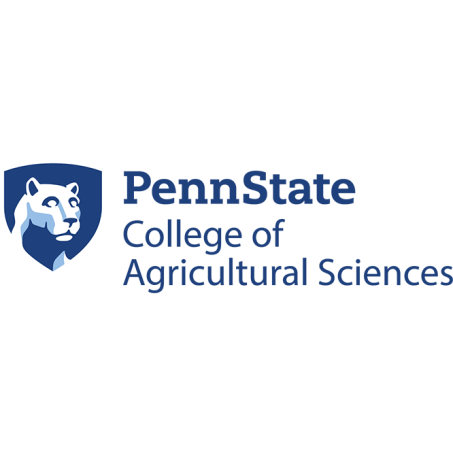 PennState
College of
Agricultural Sciences